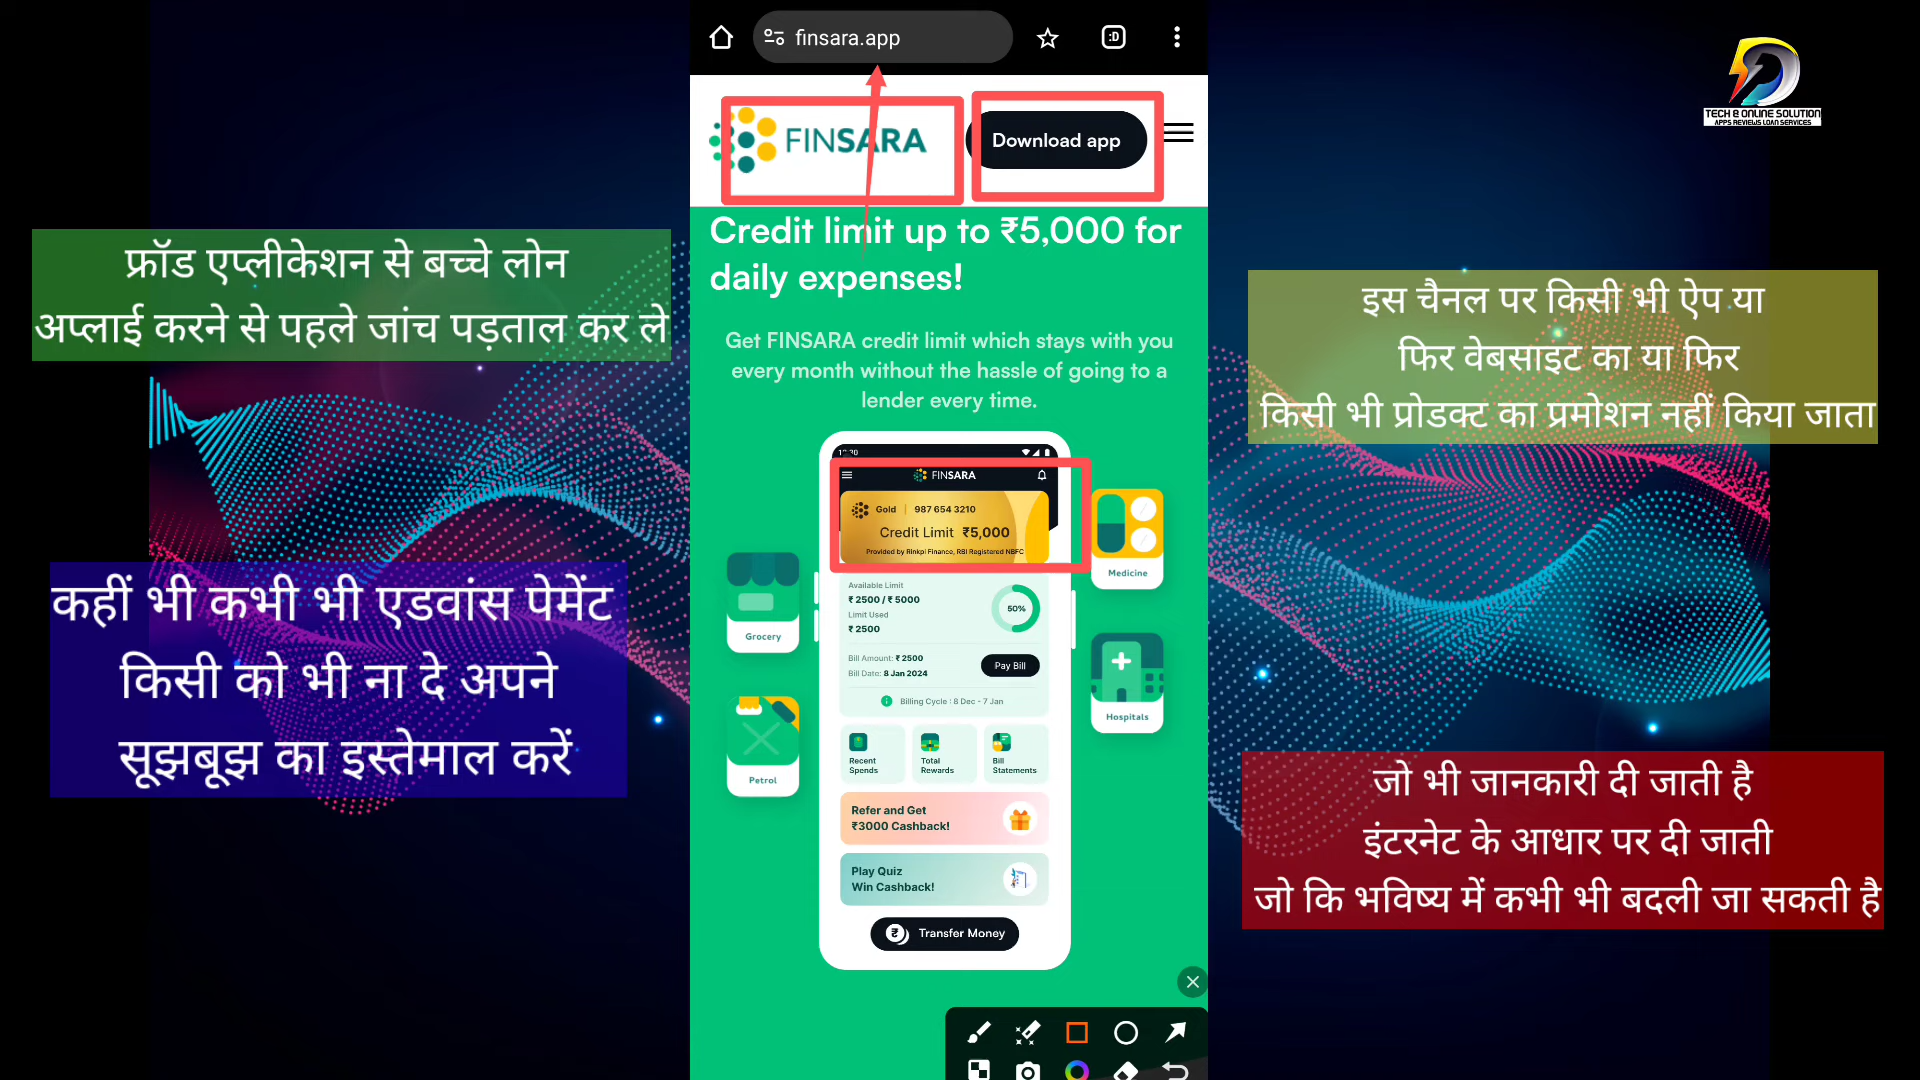 finsara.app
:D
TECH & ONLINE SOLUTION
APPS REVIEWS LOAN SERVICES
FINSARA
Download app
Credit limit up to ₹5,000 for
daily expenses!
Get FINSARA credit limit which stays with you
every month without the hassle of going to a
lender every time.
फ्रॉड एप्लीकेशन से बच्चे लोन
अप्लाई करने से पहले जांच पड़ताल कर ले
कहीं भी कभी भी एडवांस पेमेंट
किसी को भी ना दे अपने
सूझबूझ का इस्तेमाल करें
इस चैनल पर किसी भी ऐप या
फिर वेबसाइट का या फिर
किसी भी प्रोडक्ट का प्रमोशन नहीं किया जाता
जो भी जानकारी दी जाती है
इंटरनेट के आधार पर दी जाती
जो कि भविष्य में कभी भी बदली जा सकती है
FINSARA
Gold | 987 654 3210
Credit Limit ₹5,000
Provided by Rinkpi Finance, RBI Registered NBFC
Available Limit
₹ 2500 / ₹ 5000
Limit Used
₹ 2500
50%
Bill Amount: ₹ 2500
Bill Date: 8 Jan 2024
Pay Bill
Billing Cycle : 8 Dec - 7 Jan
Recent
Spends
Total
Rewards
Bill
Statements
Refer and Get
₹3000 Cashback!
Play Quiz
Win Cashback!
Transfer Money
Grocery
Petrol
Medicine
Hospitals